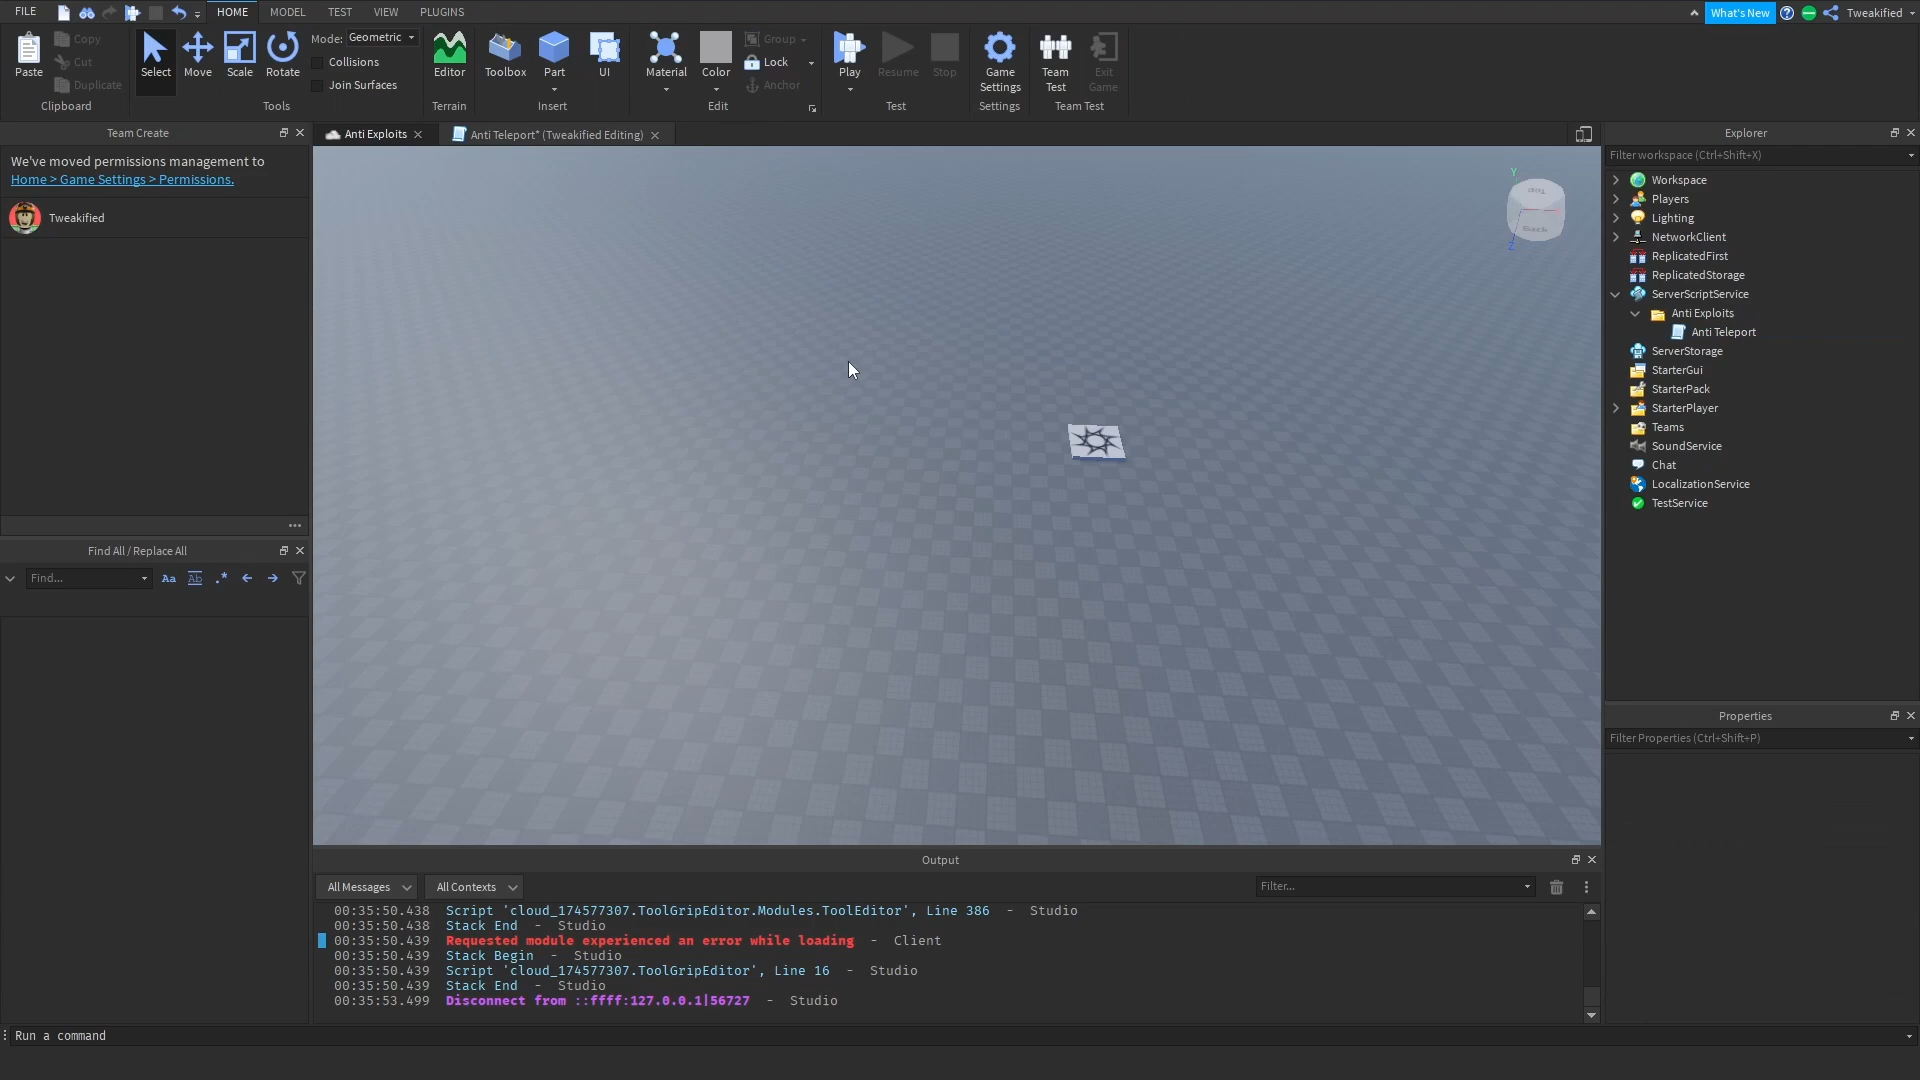 FILE
HOME
MODEL
TEST
VIEW
PLUGINS
What's New
Tweakified
Paste
Copy
Cut
Duplicate
Clipboard
Select
Move
Scale
Rotate
Mode: Geometric
Collisions
Join Surfaces
Tools
Editor
Terrain
Toolbox
Part
UI
Insert
Material
Color
Group
Lock
Anchor
Edit
Play
Resume
Stop
Test
Game
Settings
Settings
Team
Test
Exit
Game
Team Test
Team Create
We've moved permissions management to
Home > Game Settings > Permissions.
Tweakified
Find All / Replace All
Find...
Aa
Ab
.*
Anti Exploits
Anti Teleport* (Tweakified Editing)
Y
Top
Back
Z
Output
All Messages
All Contexts
Filter...
00:35:50.438 Script 'cloud_174577307.ToolGripEditor.Modules.ToolEditor', Line 386 - Studio
00:35:50.438 Stack End - Studio
00:35:50.439 Requested module experienced an error while loading - Client
00:35:50.439 Stack Begin - Studio
00:35:50.439 Script 'cloud_174577307.ToolGripEditor', Line 16 - Studio
00:35:50.439 Stack End - Studio
00:35:53.499 Disconnect from ::ffff:127.0.0.1|56727 - Studio
Explorer
Filter workspace (Ctrl+Shift+X)
Workspace
Players
Lighting
NetworkClient
ReplicatedFirst
ReplicatedStorage
ServerScriptService
Anti Exploits
Anti Teleport
ServerStorage
StarterGui
StarterPack
StarterPlayer
Teams
SoundService
Chat
LocalizationService
TestService
Properties
Filter Properties (Ctrl+Shift+P)
Run a command